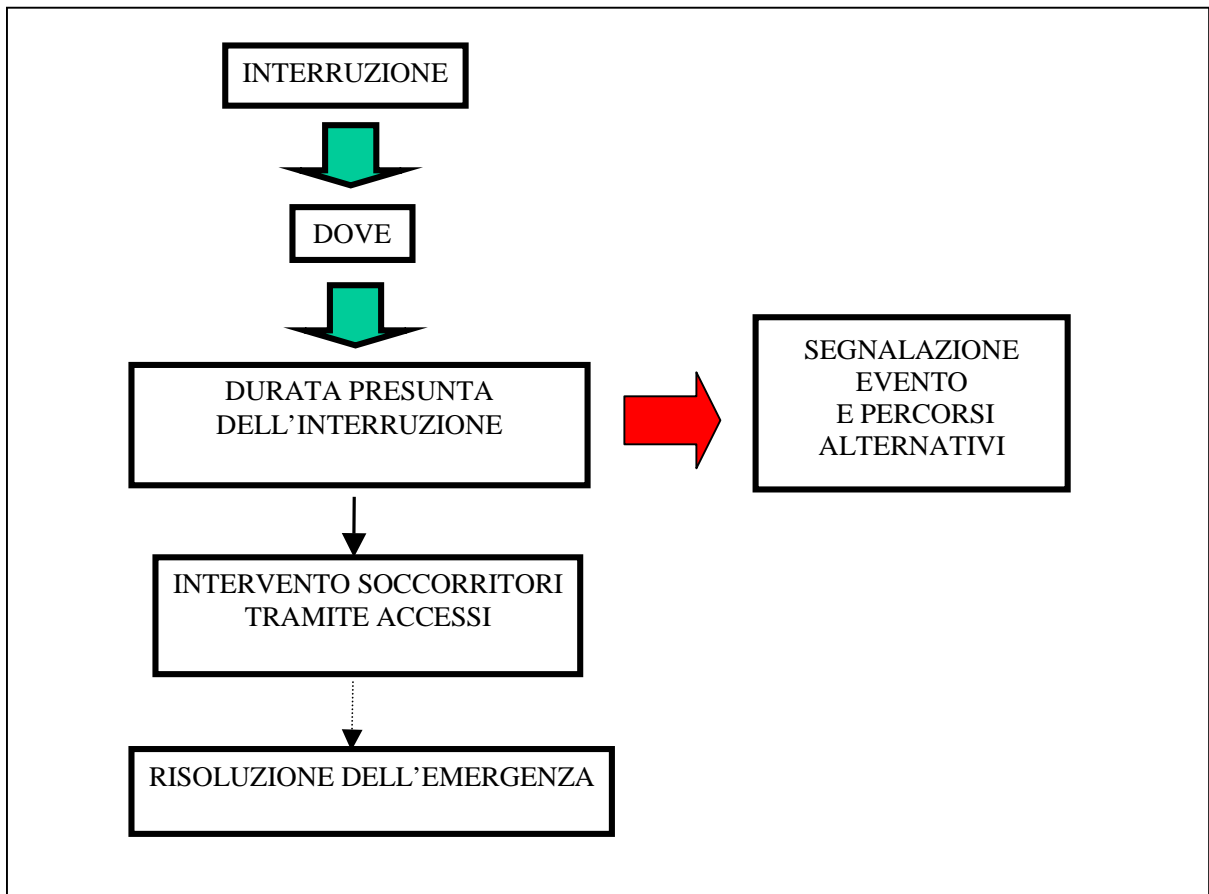 INTERRUZIONE
DOVE
DURATA PRESUNTA
DELL’INTERRUZIONE
SEGNALAZIONE
EVENTO
E PERCORSI
ALTERNATIVI
INTERVENTO SOCCORRITORI
TRAMITE ACCESSI
RISOLUZIONE DELL’EMERGENZA